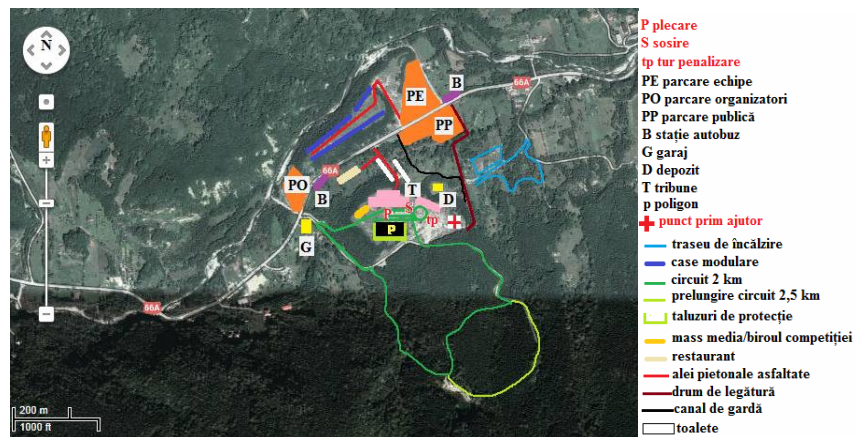 N
66A
PE
B
PP
66A
PO
B
T
D
P
S
tp
P
G
66A
200 m
1000 ft
P plecare
S sosire
tp tur penalizare
PE parcare echipe
PO parcare organizatori
PP parcare publică
B stație autobuz
G garaj
D depozit
T tribune
p poligon
punct prim ajutor
traseu de încălzire
case modulare
circuit 2 km
prelungire circuit 2,5 km
taluzuri de protecție
mass media/biroul competiției
restaurant
alei pietonale asfaltate
drum de legătură
canal de gardă
toalete